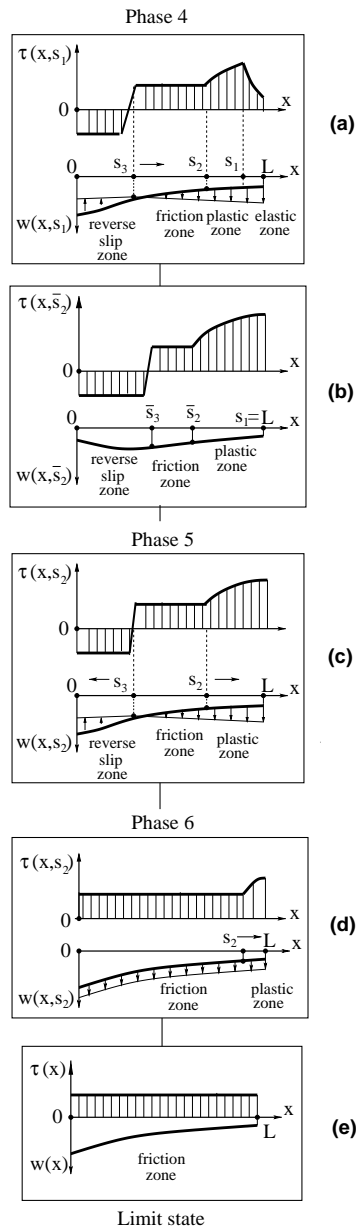 Phase 4
τ(x,s₁)
x
0
(a)
0
s₃
s₂
s₁
L
x
w(x,s₁)
reverse
slip
zone
friction
zone
plastic
zone
elastic
zone
τ(x,s̄₂)
0
x
(b)
0
s̄₃
s̄₂
s₁=L
x
w(x,s̄₂)
reverse
slip
zone
friction
zone
plastic
zone
Phase 5
τ(x,s₂)
0
x
(c)
0
s₃
s₂
L
x
w(x,s₂)
reverse
slip
zone
friction
zone
plastic
zone
Phase 6
τ(x,s₂)
0
x
(d)
0
s₂
L
x
w(x,s₂)
friction
zone
plastic
zone
τ(x)
0
x
L
(e)
w(x)
friction
zone
Limit state